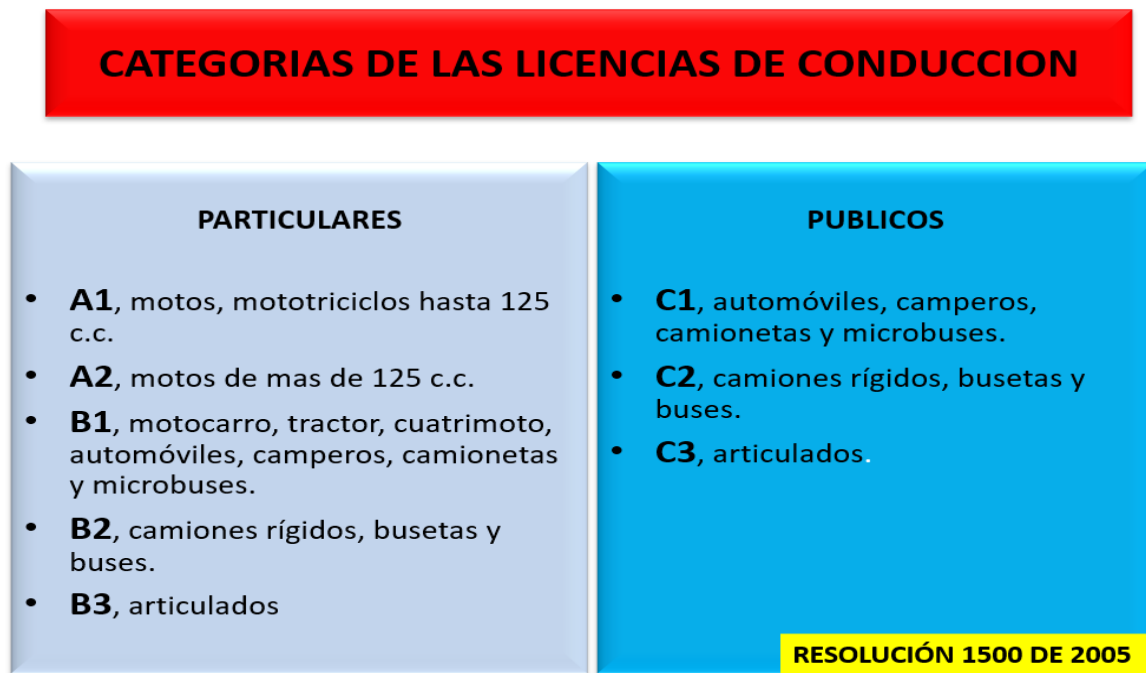 CATEGORIAS DE LAS LICENCIAS DE CONDUCCION
PARTICULARES
• A1, motos, mototriciclos hasta 125
c.c.
• A2, motos de mas de 125 c.c.
• B1, motocarro, tractor, cuatrimoto,
automóviles, camperos, camionetas
y microbuses.
• B2, camiones rígidos, busetas y
buses.
• B3, articulados
PUBLICOS
• C1, automóviles, camperos,
camionetas y microbuses.
• C2, camiones rígidos, busetas y
buses.
• C3, articulados.
RESOLUCIÓN 1500 DE 2005